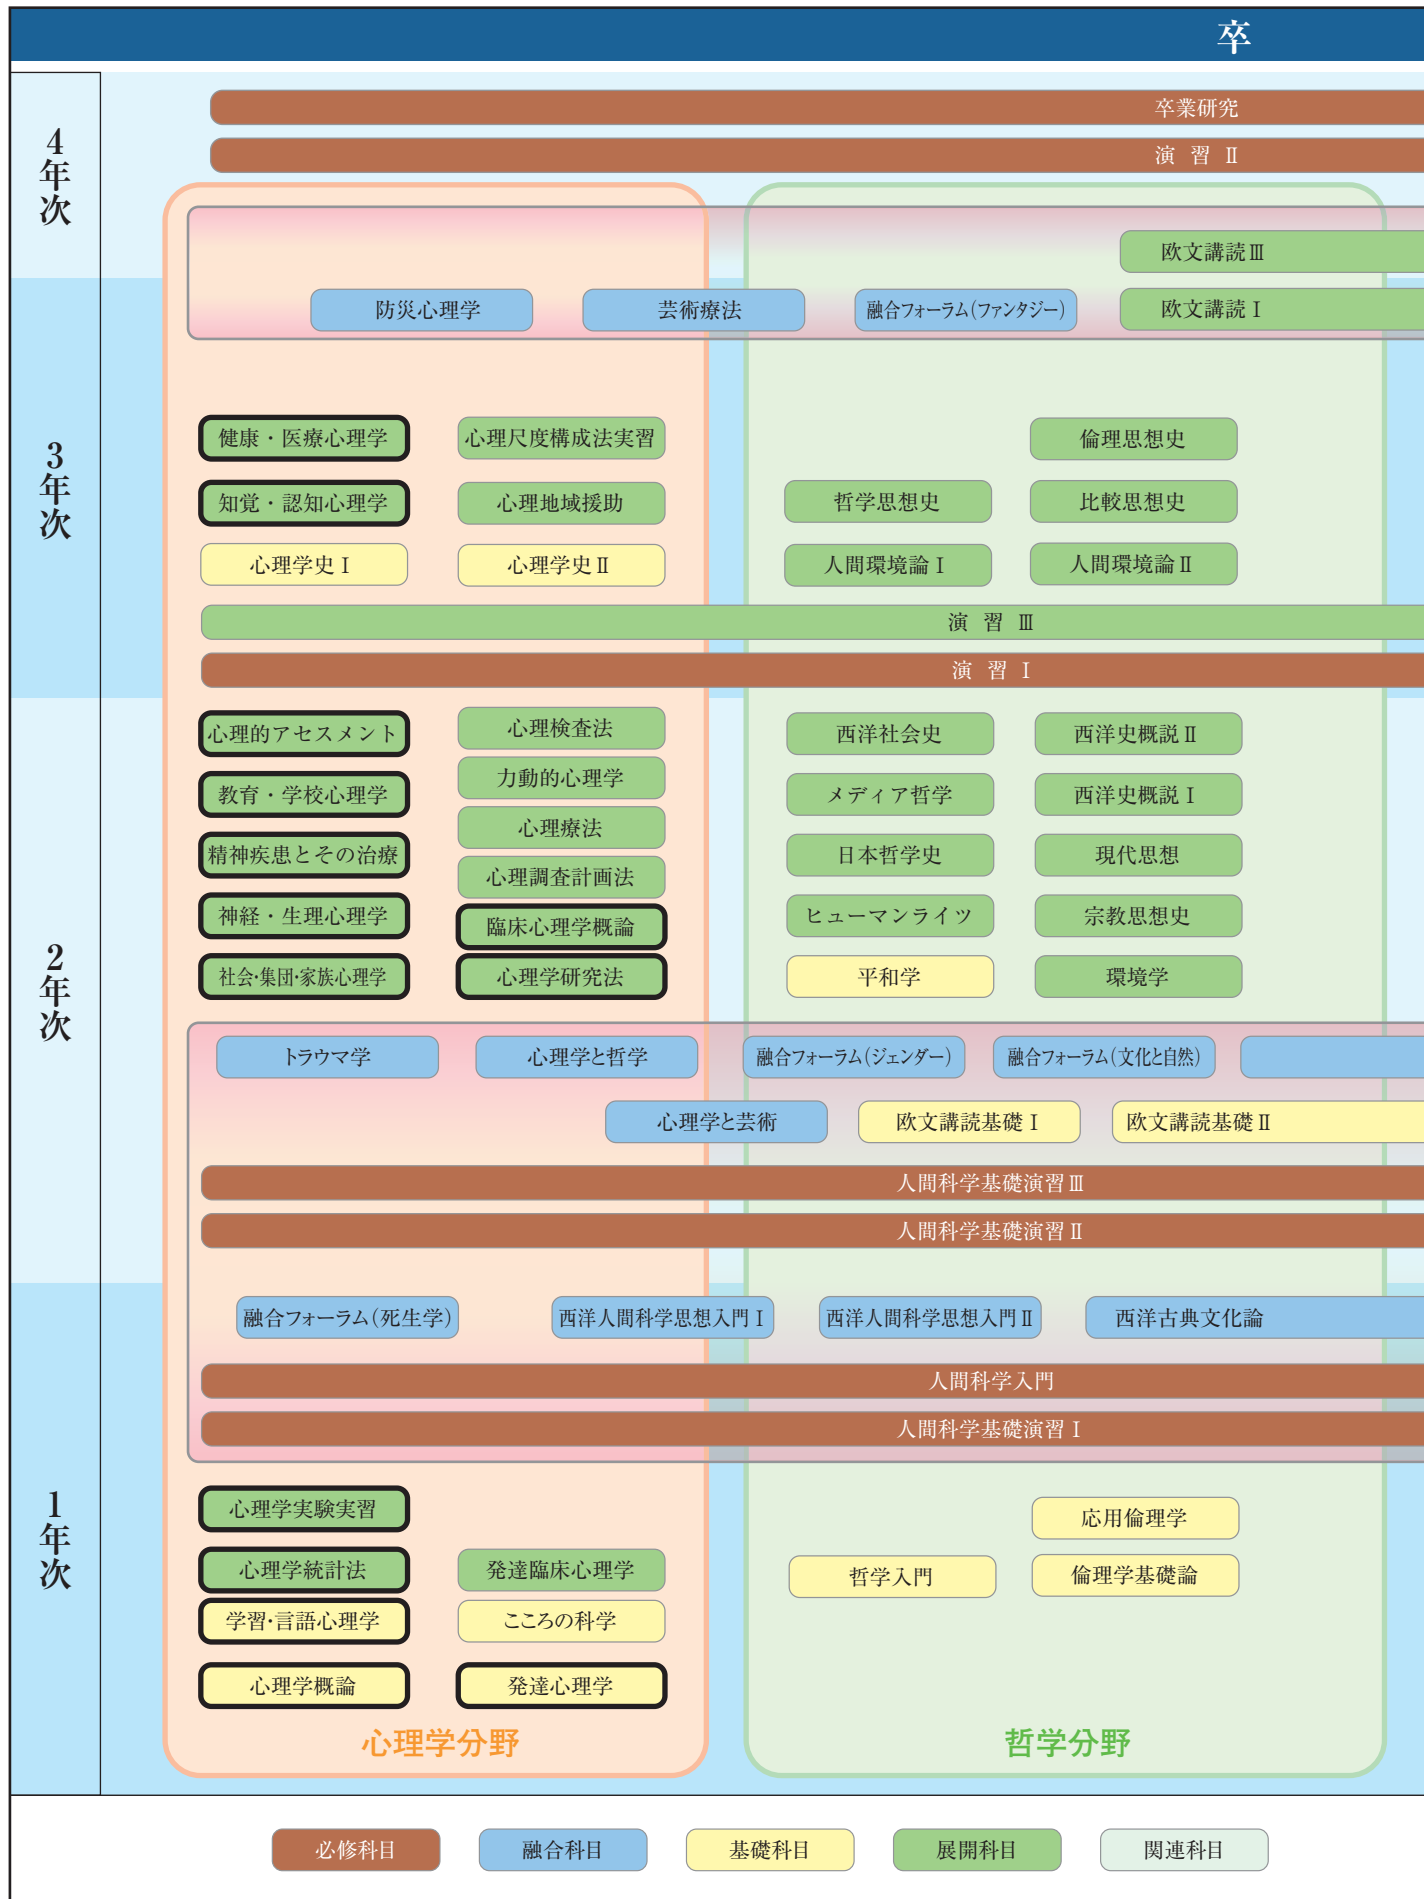 卒
4年次
卒業研究
演習Ⅱ
欧文講読Ⅲ
防災心理学
芸術療法
融合フォーラム(ファンタジー)
欧文講読Ⅰ
3年次
健康・医療心理学
心理尺度構成法実習
倫理思想史
知覚・認知心理学
心理地域援助
哲学思想史
比較思想史
心理学史Ⅰ
心理学史Ⅱ
人間環境論Ⅰ
人間環境論Ⅱ
演習Ⅲ
演習Ⅰ
2年次
心理的アセスメント
心理検査法
西洋社会史
西洋史概説Ⅱ
教育・学校心理学
力動的心理学
メディア哲学
西洋史概説Ⅰ
精神疾患とその治療
心理療法
日本哲学史
現代思想
心理調査計画法
神経・生理心理学
臨床心理学概論
ヒューマンライツ
宗教思想史
社会・集団・家族心理学
心理学研究法
平和学
環境学
トラウマ学
心理学と哲学
融合フォーラム(ジェンダー)
融合フォーラム(文化と自然)
心理学と芸術
欧文講読基礎Ⅰ
欧文講読基礎Ⅱ
人間科学基礎演習Ⅲ
人間科学基礎演習Ⅱ
1年次
融合フォーラム(死生学)
西洋人間科学思想入門Ⅰ
西洋人間科学思想入門Ⅱ
西洋古典文化論
人間科学入門
人間科学基礎演習Ⅰ
心理学実験実習
応用倫理学
心理学統計法
発達臨床心理学
哲学入門
倫理学基礎論
学習・言語心理学
こころの科学
心理学概論
発達心理学
心理学分野
哲学分野
必修科目
融合科目
基礎科目
展開科目
関連科目